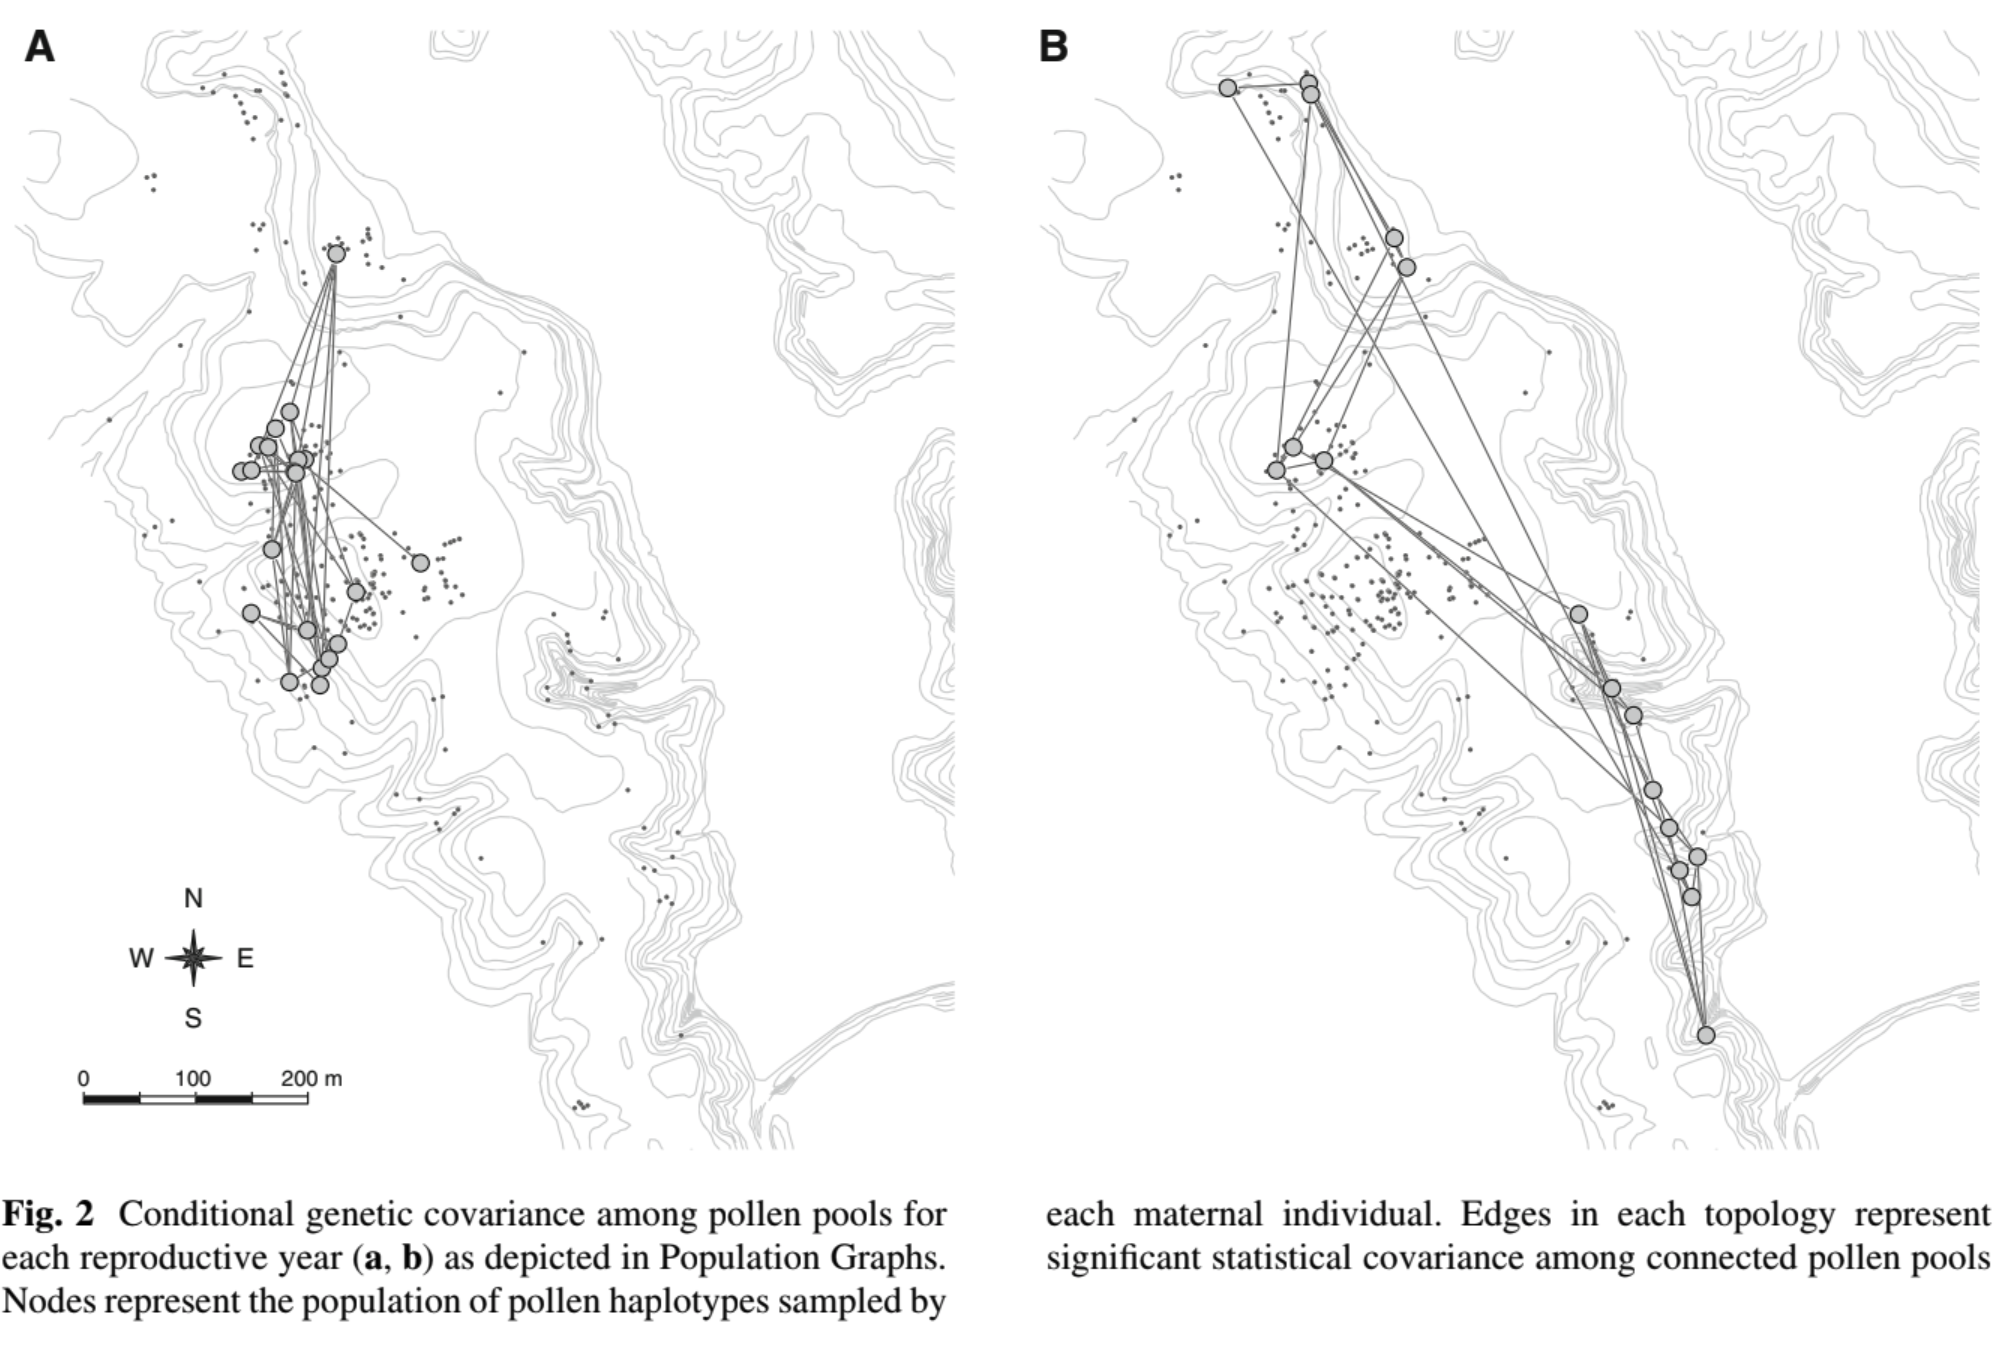 A
B
N
W E
S
0 100 200 m
Fig. 2 Conditional genetic covariance among pollen pools for
each reproductive year (a, b) as depicted in Population Graphs.
Nodes represent the population of pollen haplotypes sampled by
each maternal individual. Edges in each topology represent
significant statistical covariance among connected pollen pools